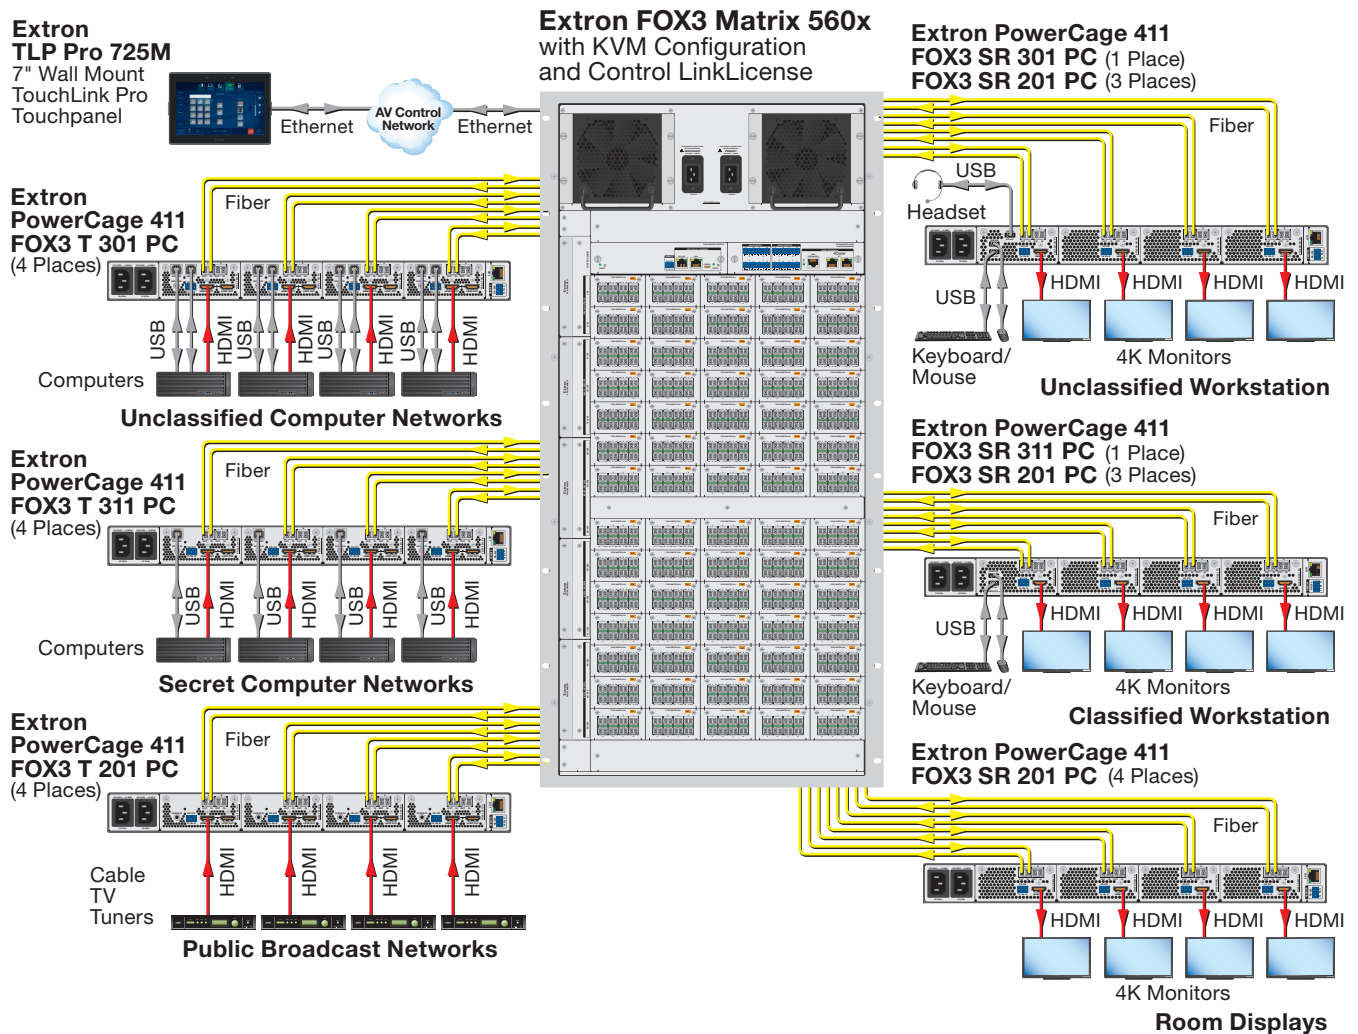 Extron
TLP Pro 725M
7" Wall Mount
TouchLink Pro
Touchpanel
Ethernet
AV Control
Network
Ethernet
Extron FOX3 Matrix 560x
with KVM Configuration
and Control LinkLicense
Extron
PowerCage 411
FOX3 T 301 PC
(4 Places)
Fiber
USB
HDMI
USB
HDMI
USB
HDMI
USB
HDMI
Computers
Unclassified Computer Networks
Extron
PowerCage 411
FOX3 T 311 PC
(4 Places)
Fiber
USB
HDMI
USB
HDMI
USB
HDMI
USB
HDMI
Computers
Secret Computer Networks
Extron
PowerCage 411
FOX3 T 201 PC
(4 Places)
Fiber
HDMI
HDMI
HDMI
HDMI
Cable
TV
Tuners
Public Broadcast Networks
Extron PowerCage 411
FOX3 SR 301 PC (1 Place)
FOX3 SR 201 PC (3 Places)
Fiber
USB
Headset
HDMI
HDMI
HDMI
HDMI
USB
Keyboard/
Mouse
4K Monitors
Unclassified Workstation
Extron PowerCage 411
FOX3 SR 311 PC (1 Place)
FOX3 SR 201 PC (3 Places)
Fiber
HDMI
HDMI
HDMI
HDMI
USB
Keyboard/
Mouse
4K Monitors
Classified Workstation
Extron PowerCage 411
FOX3 SR 201 PC (4 Places)
Fiber
HDMI
HDMI
HDMI
HDMI
4K Monitors
Room Displays